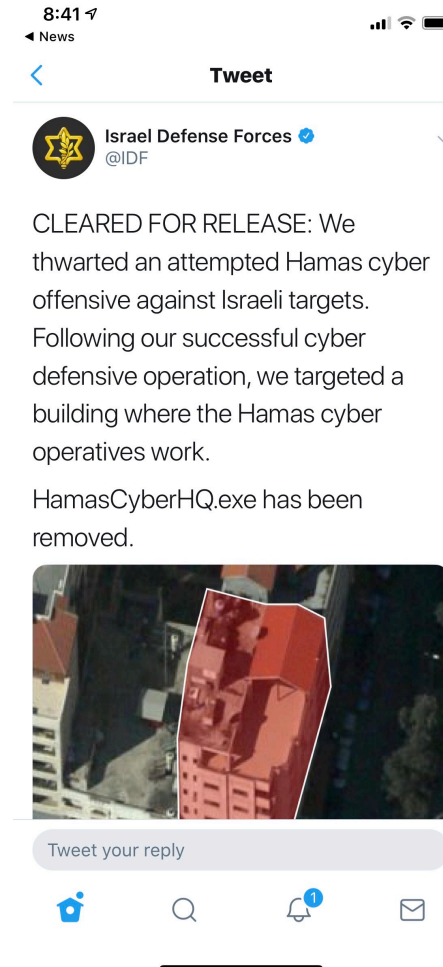 8:41
◀ News
Tweet
Israel Defense Forces
@IDF
CLEARED FOR RELEASE: We
thwarted an attempted Hamas cyber
offensive against Israeli targets.
Following our successful cyber
defensive operation, we targeted a
building where the Hamas cyber
operatives work.
HamasCyberHQ.exe has been
removed.
Tweet your reply
1